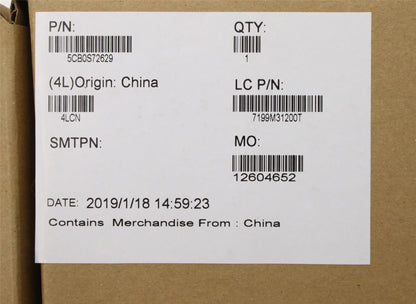 P/N: QTY:
5CB0S72629 1
(4L)Origin: China LC P/N:
4LCN 7199M31200T
SMTPN: MO:
12604652
DATE: 2019/1/18 14:59:23
Contains Merchandise From : China